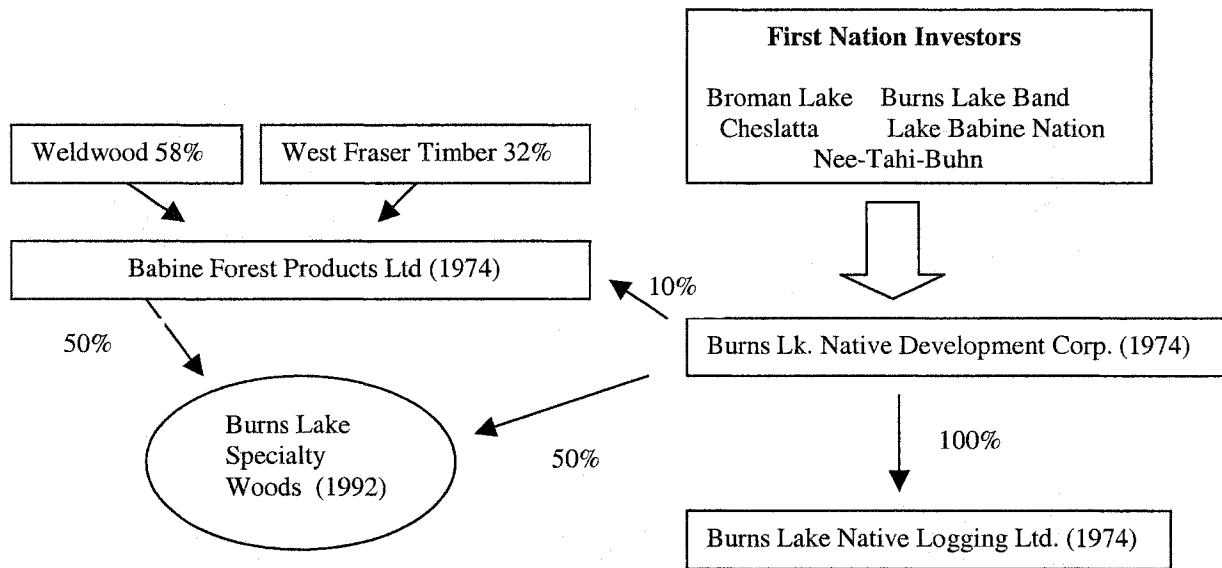 First Nation Investors
Broman Lake Burns Lake Band
Cheslatta Lake Babine Nation
Nee-Tahi-Buhn
Weldwood 58%
West Fraser Timber 32%
Babine Forest Products Ltd (1974)
10%
50%
Burns Lk. Native Development Corp. (1974)
Burns Lake
Specialty
Woods (1992)
50%
100%
Burns Lake Native Logging Ltd. (1974)